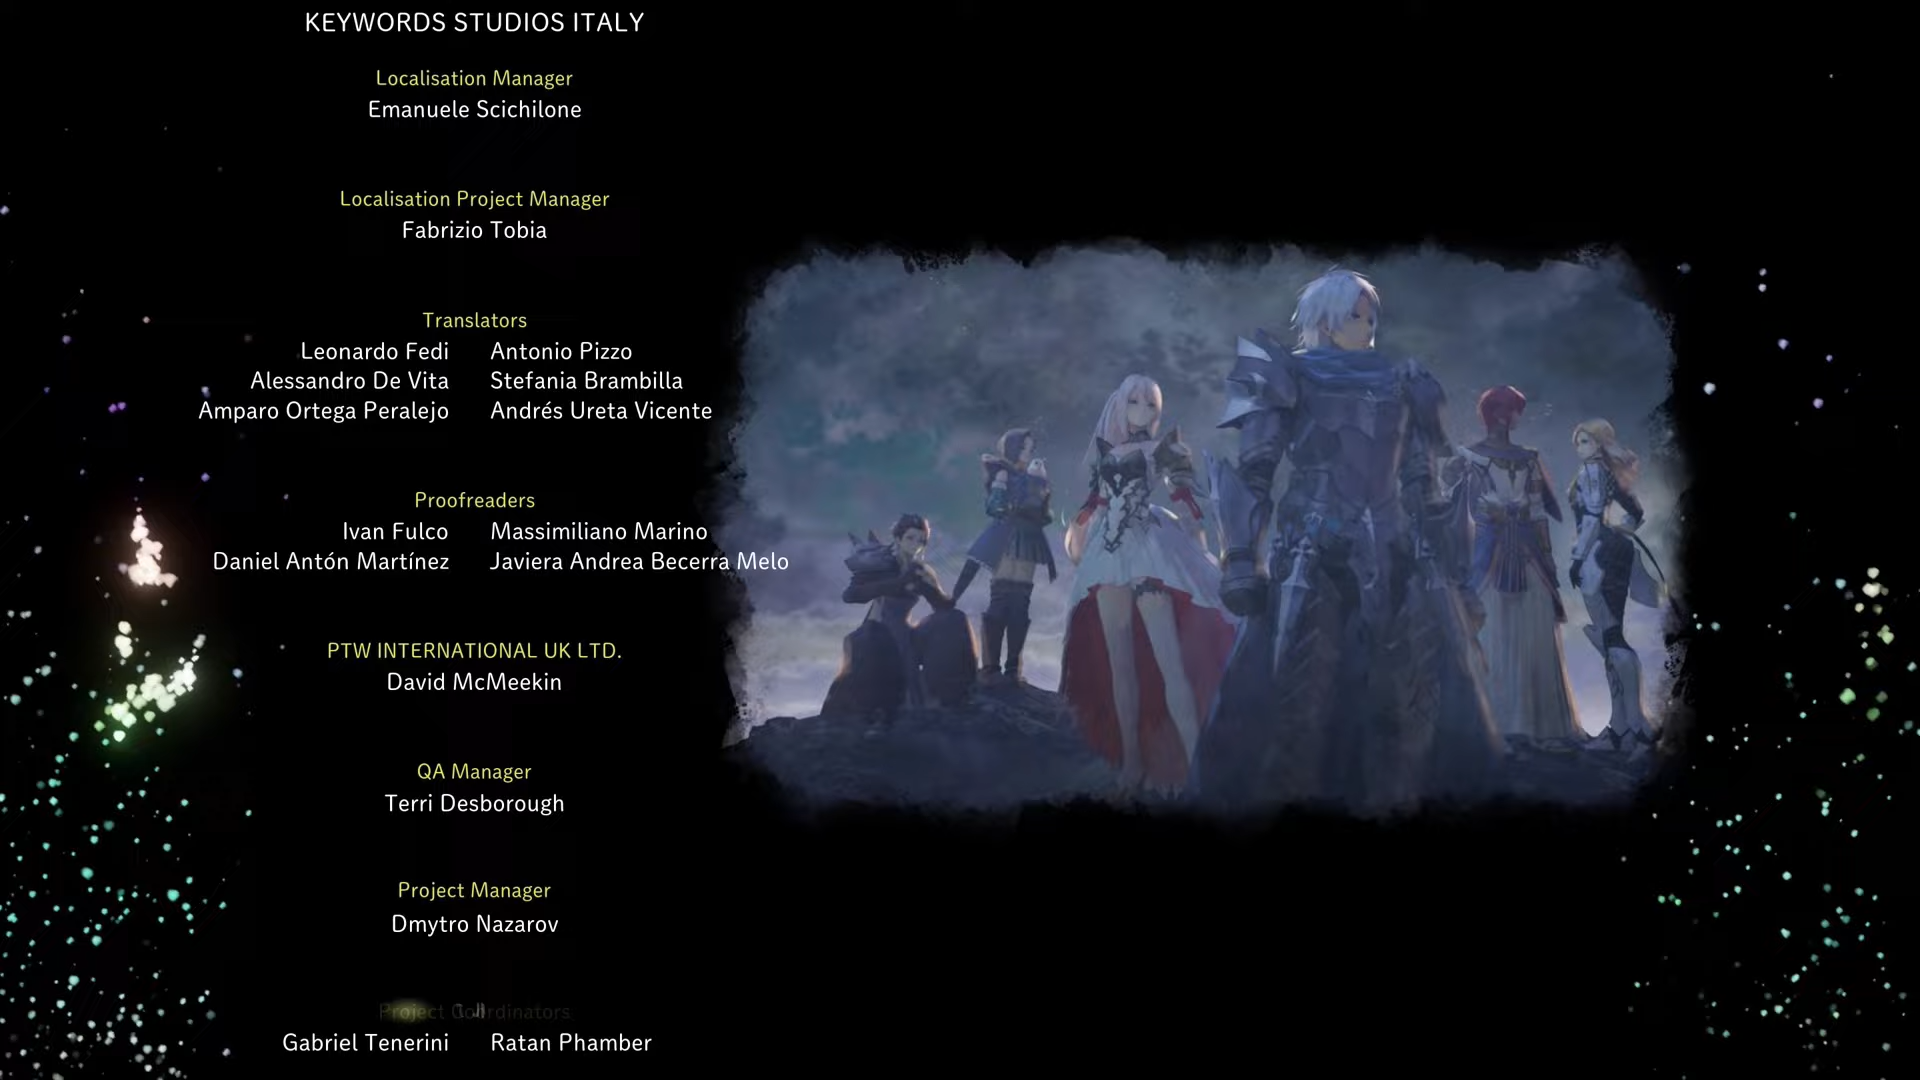 KEYWORDS STUDIOS ITALY
Localisation Manager
Emanuele Scichilone
Localisation Project Manager
Fabrizio Tobia
Translators
Leonardo Fedi Antonio Pizzo
Alessandro De Vita Stefania Brambilla
Amparo Ortega Peralejo Andrés Ureta Vicente
Proofreaders
Ivan Fulco Massimiliano Marino
Daniel Antón Martínez Javiera Andrea Becerra Melo
PTW INTERNATIONAL UK LTD.
David McMeekin
QA Manager
Terri Desborough
Project Manager
Dmytro Nazarov
Project Coordinators
Gabriel Tenerini Ratan Phamber